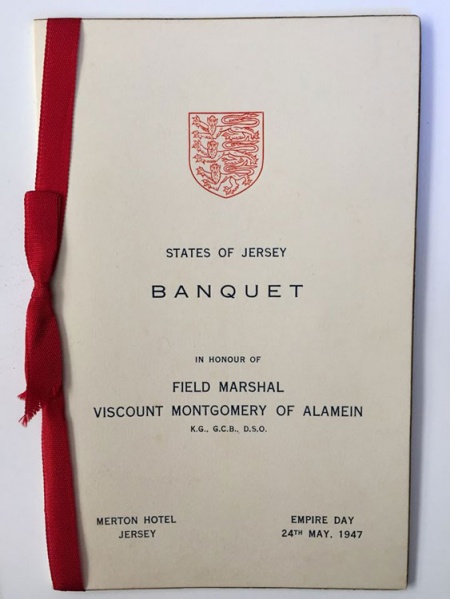 STATES OF JERSEY
BANQUET
IN HONOUR OF
FIELD MARSHAL
VISCOUNT MONTGOMERY OF ALAMEIN
K.G., G.C.B., D.S.O.
MERTON HOTEL
JERSEY
EMPIRE DAY
24TH MAY, 1947